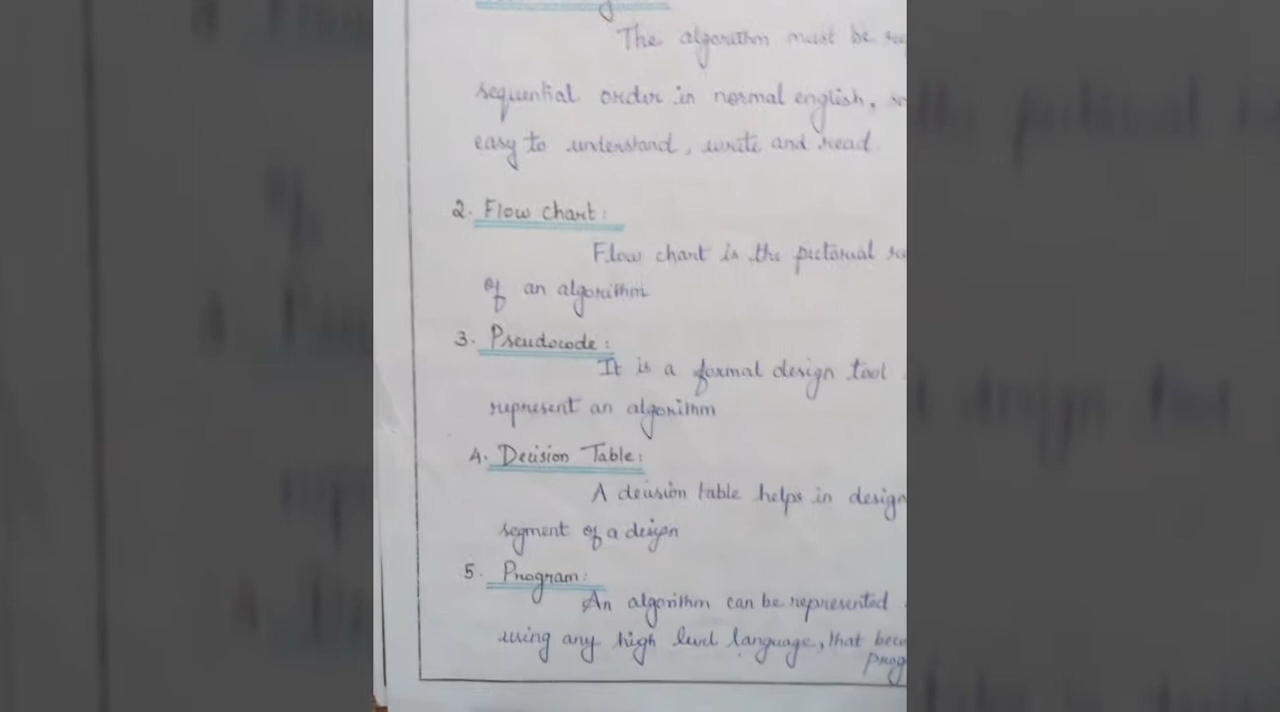 The algorithm must be
sequential order in normal english,
easy to understand, write and read.
2. Flow chart:
Flow chart is the pictorial
of an algorithm
3. Pseudocode:
It is a formal design tool
represent an algorithm
4. Decision Table:
A decision table helps in design
segment of a design
5. Program:
An algorithm can be represented
using any high level language, that beco
prog